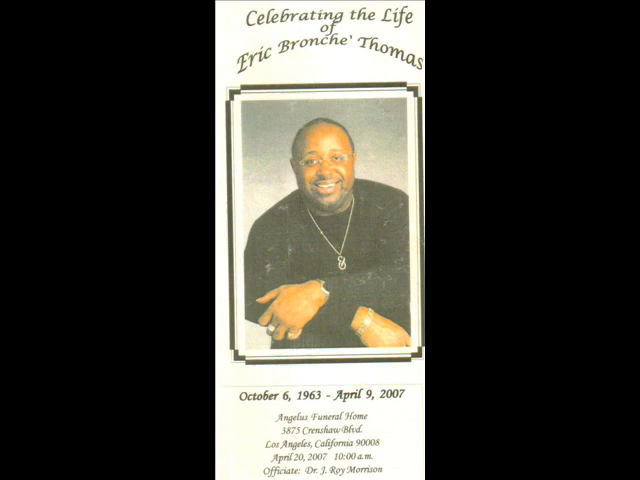 Celebrating the Life
of
Eric Bronche' Thomas
October 6, 1963 - April 9, 2007
Angelus Funeral Home
3875 Crenshaw Blvd.
Los Angeles, California 90008
April 20, 2007 10:00 a.m.
Officiate: Dr. J. Roy Morrison